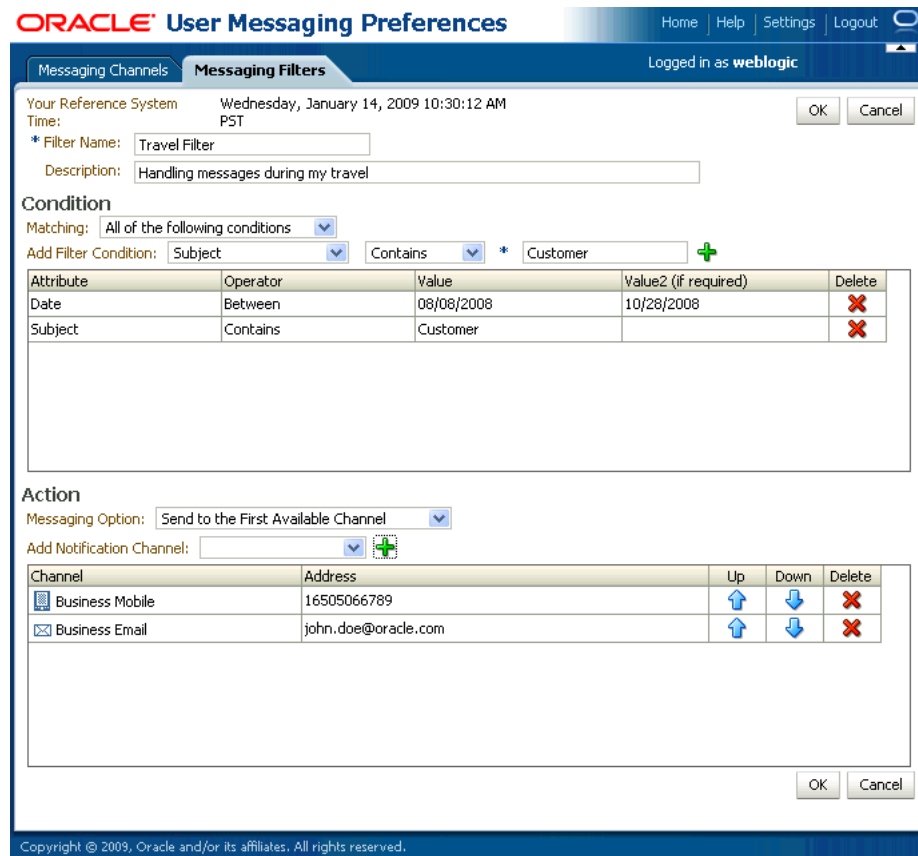 ORACLE User Messaging Preferences
Home | Help | Settings | Logout
Messaging Channels
Messaging Filters
Logged in as weblogic
Your Reference System Time: Wednesday, January 14, 2009 10:30:12 AM PST
OK Cancel
* Filter Name: Travel Filter
Description: Handling messages during my travel
Condition
Matching: All of the following conditions
Add Filter Condition: Subject Contains * Customer
Attribute Operator Value Value2 (if required) Delete
Date Between 08/08/2008 10/28/2008
Subject Contains Customer
Action
Messaging Option: Send to the First Available Channel
Add Notification Channel:
Channel Address Up Down Delete
Business Mobile 16505066789
Business Email john.doe@oracle.com
OK Cancel
Copyright © 2009, Oracle and/or its affiliates. All rights reserved.